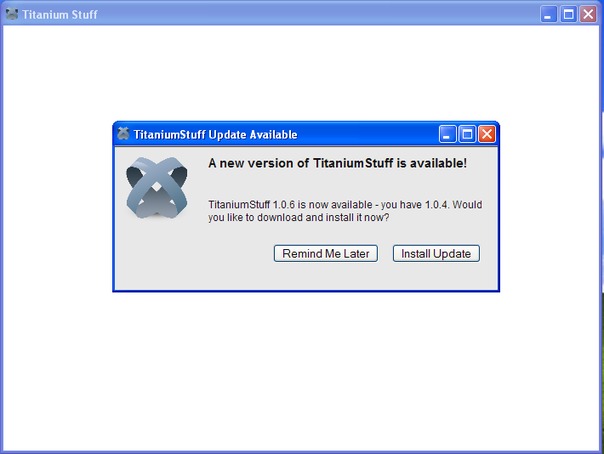 Titanium Stuff
TitaniumStuff Update Available
A new version of TitaniumStuff is available!
TitaniumStuff 1.0.6 is now available - you have 1.0.4. Would
you like to download and install it now?
Remind Me Later
Install Update